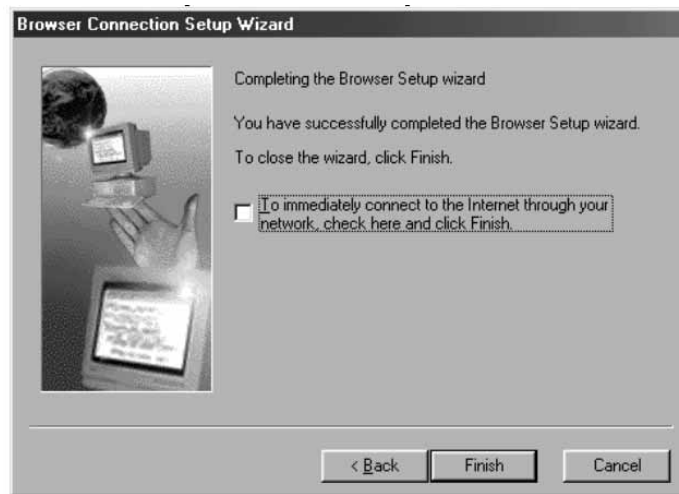 Browser Connection Setup Wizard
Completing the Browser Setup wizard
You have successfully completed the Browser Setup wizard.
To close the wizard, click Finish.
To immediately connect to the Internet through your
network, check here and click Finish.
< Back
Finish
Cancel